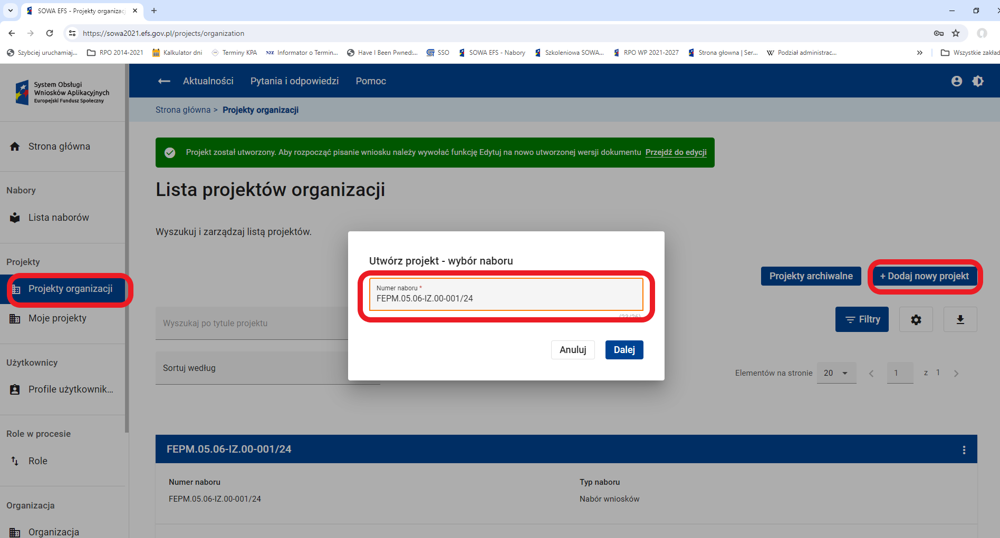 SOWA EFS - Projekty organizacj
https://sowa2021.efs.gov.pl/projects/organization
Szybciej uruchamiaj...
RPO 2014-2021
Kalkulator dni
Terminy KPA
NFZ Informator o Termin...
Have I Been Pwned:...
SSO
SOWA EFS - Nabory
Szkoleniowa SOWA...
RPO WP 2021-2027
Strona głowna | Ser...
W Podział administrac...
Wszystkie zakład
System Obsługi
Wniosków Aplikacyjnych
Europejski Fundusz Społeczny
Aktualności
Pytania i odpowiedzi
Pomoc
Strona główna > Projekty organizacji
Strona główna
Nabory
Lista naborów
Projekty
Projekty organizacji
Moje projekty
Użytkownicy
Profile użytkownik...
Role w procesie
Role
Organizacja
Organizacja
Projekt został utworzony. Aby rozpocząć pisanie wniosku należy wywołać funkcję Edytuj na nowo utworzonej wersji dokumentu Przejdź do edycji
Lista projektów organizacji
Wyszukuj i zarządzaj listą projektów.
Projekty archiwalne
+ Dodaj nowy projekt
Wyszukaj po tytule projektu
Filtry
Sortuj według
Elementów na stronie
20
1
z 1
Utwórz projekt - wybór naboru
Numer naboru *
FEPM.05.06-IZ.00-001/24
(23/26)
Anuluj
Dalej
FEPM.05.06-IZ.00-001/24
Numer naboru
Typ naboru
FEPM.05.06-IZ.00-001/24
Nabór wniosków